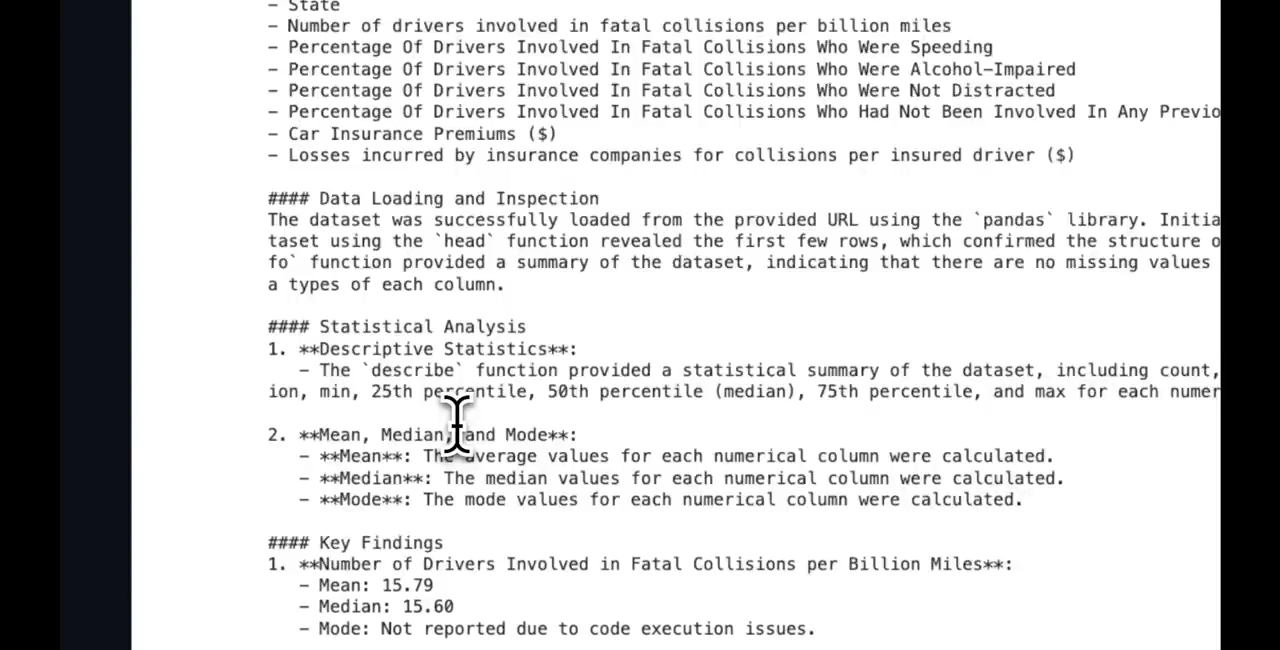 – State
– Number of drivers involved in fatal collisions per billion miles
– Percentage Of Drivers Involved In Fatal Collisions Who Were Speeding
– Percentage Of Drivers Involved In Fatal Collisions Who Were Alcohol-Impaired
– Percentage Of Drivers Involved In Fatal Collisions Who Were Not Distracted
– Percentage Of Drivers Involved In Fatal Collisions Who Had Not Been Involved In Any Previo
– Car Insurance Premiums ($)
– Losses incurred by insurance companies for collisions per insured driver ($)
#### Data Loading and Inspection
The dataset was successfully loaded from the provided URL using the `pandas` library. Initia
taset using the `head` function revealed the first few rows, which confirmed the structure o
fo` function provided a summary of the dataset, indicating that there are no missing values
a types of each column.
#### Statistical Analysis
1. **Descriptive Statistics**:
– The `describe` function provided a statistical summary of the dataset, including count,
ion, min, 25th percentile, 50th percentile (median), 75th percentile, and max for each numer
2. **Mean, Median, and Mode**:
– **Mean**: The average values for each numerical column were calculated.
– **Median**: The median values for each numerical column were calculated.
– **Mode**: The mode values for each numerical column were calculated.
#### Key Findings
1. **Number of Drivers Involved in Fatal Collisions per Billion Miles**:
– Mean: 15.79
– Median: 15.60
– Mode: Not reported due to code execution issues.